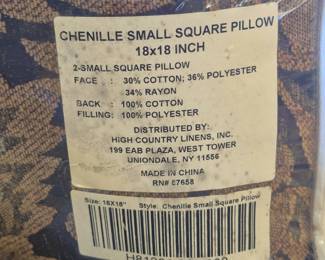 CHENILLE SMALL SQUARE PILLOW
18x18 INCH
2-SMALL SQUARE PILLOW
FACE : 30% COTTON; 36% POLYESTER
34% RAYON
BACK : 100% COTTON
FILLING: 100% POLYESTER
DISTRIBUTED BY:
HIGH COUNTRY LINENS, INC.
199 EAB PLAZA, WEST TOWER
UNIONDALE, NY 11556
MADE IN CHINA
RN# 67658
Size: 18X18" Style: Chenille Small Square Pillow